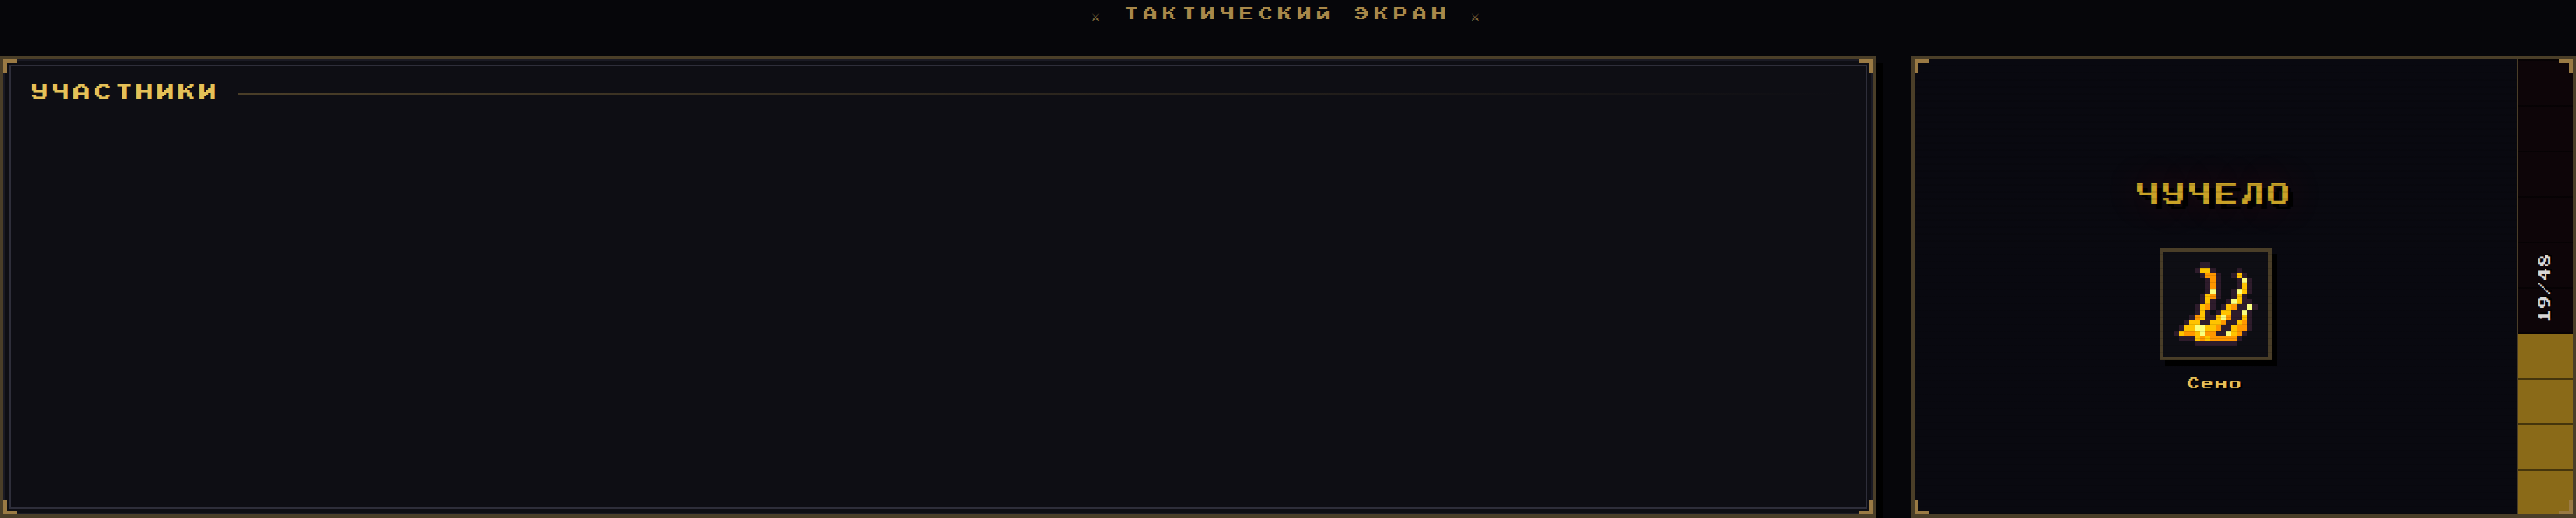 ⚔ ТАКТИЧЕСКИЙ ЭКРАН ⚔
УЧАСТНИКИ
ЧУЧЕЛО
Сено
19/48